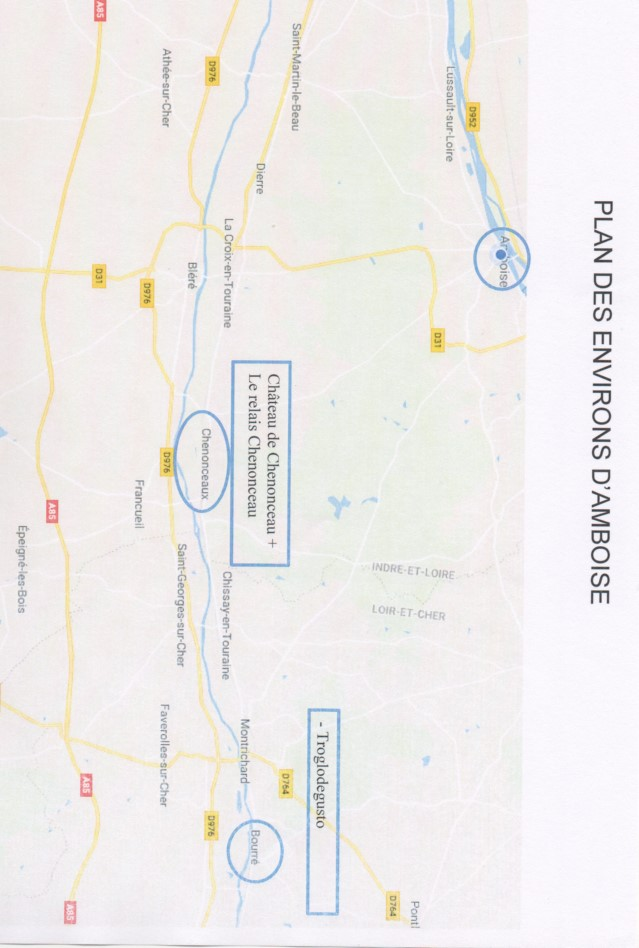 PLAN DES ENVIRONS D'AMBOISE
Lussault-sur-Loire
D952
Amboise
Saint-Martin-le-Beau
D31
A85
D976
Athée-sur-Cher
Dierre
La Croix-en-Touraine
Bléré
D31
D976
Château de Chenonceau +
Le relais Chenonceau
Chenonceaux
D976
Francueil
A85
Épeigné-les-Bois
INDRE-ET-LOIRE
LOIR-ET-CHER
Chissay-en-Touraine
Saint-Georges-sur-Cher
- Troglodegusto
Montrichard
D764
Faverolles-sur-Cher
D976
Bourré
A85
D764
Pontl
A85